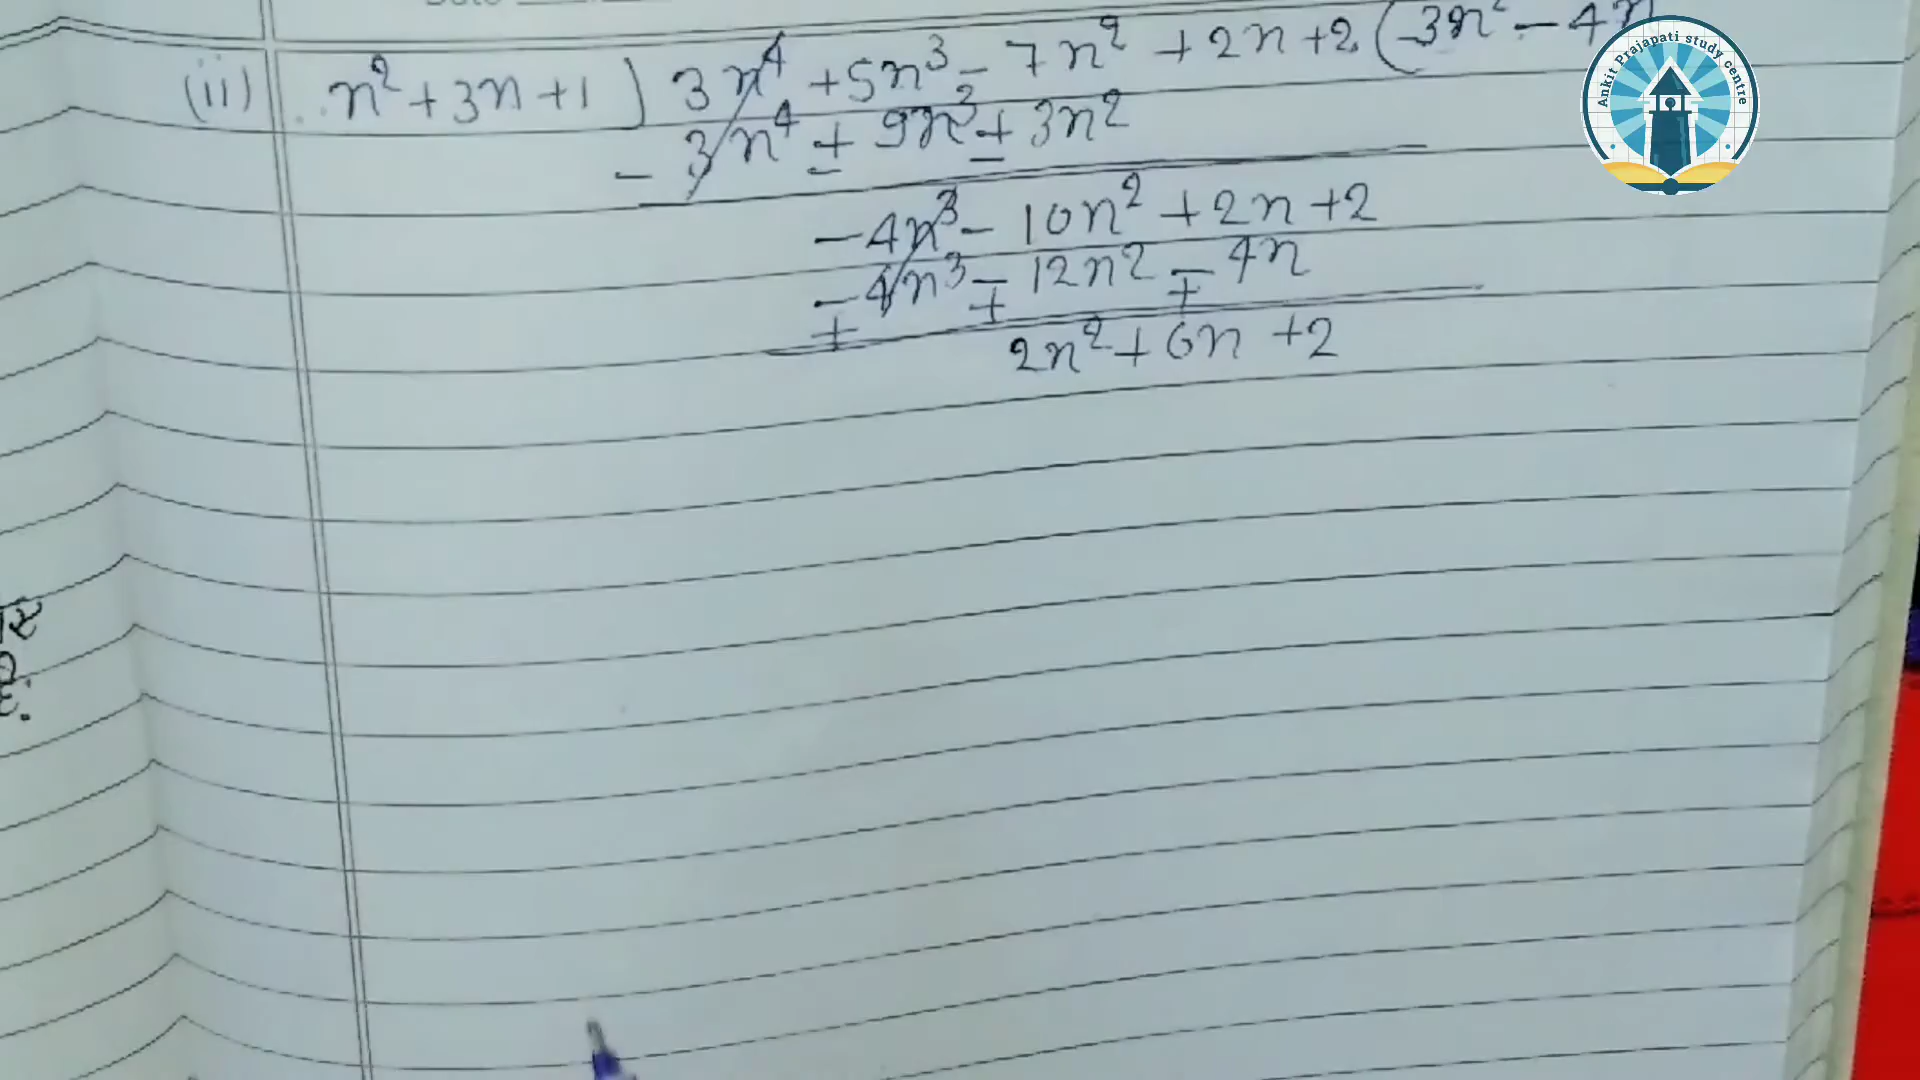 (ii) x²+3x+1 ) 3x⁴ +5x³ - 7x² +2x+2 ( 3x² - 4x
- 3x⁴ + 9x³ + 3x²
- -
-4x³ - 10x² +2x+2
-4x³ - 12x² - 4x
+ + +
2x²+6x +2
Ankit Prajapati study centre